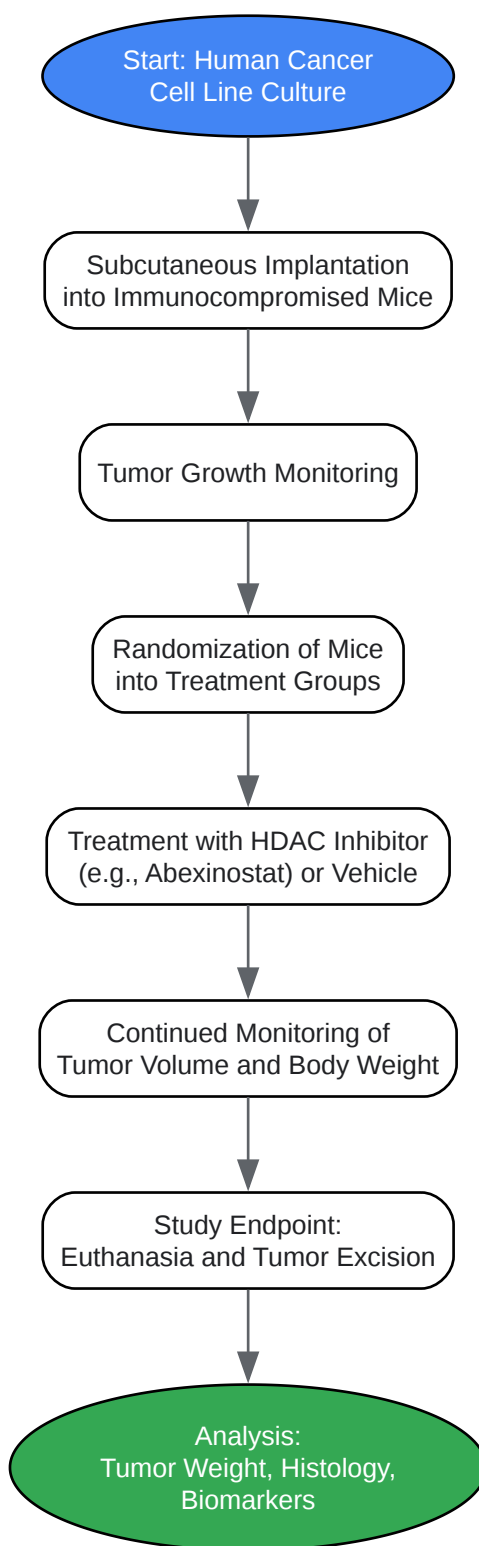 Start: Human Cancer
Cell Line Culture
Subcutaneous Implantation
into Immunocompromised Mice
Tumor Growth Monitoring
Randomization of Mice
into Treatment Groups
Treatment with HDAC Inhibitor
(e.g., Abexinostat) or Vehicle
Continued Monitoring of
Tumor Volume and Body Weight
Study Endpoint:
Euthanasia and Tumor Excision
Analysis:
Tumor Weight, Histology,
Biomarkers